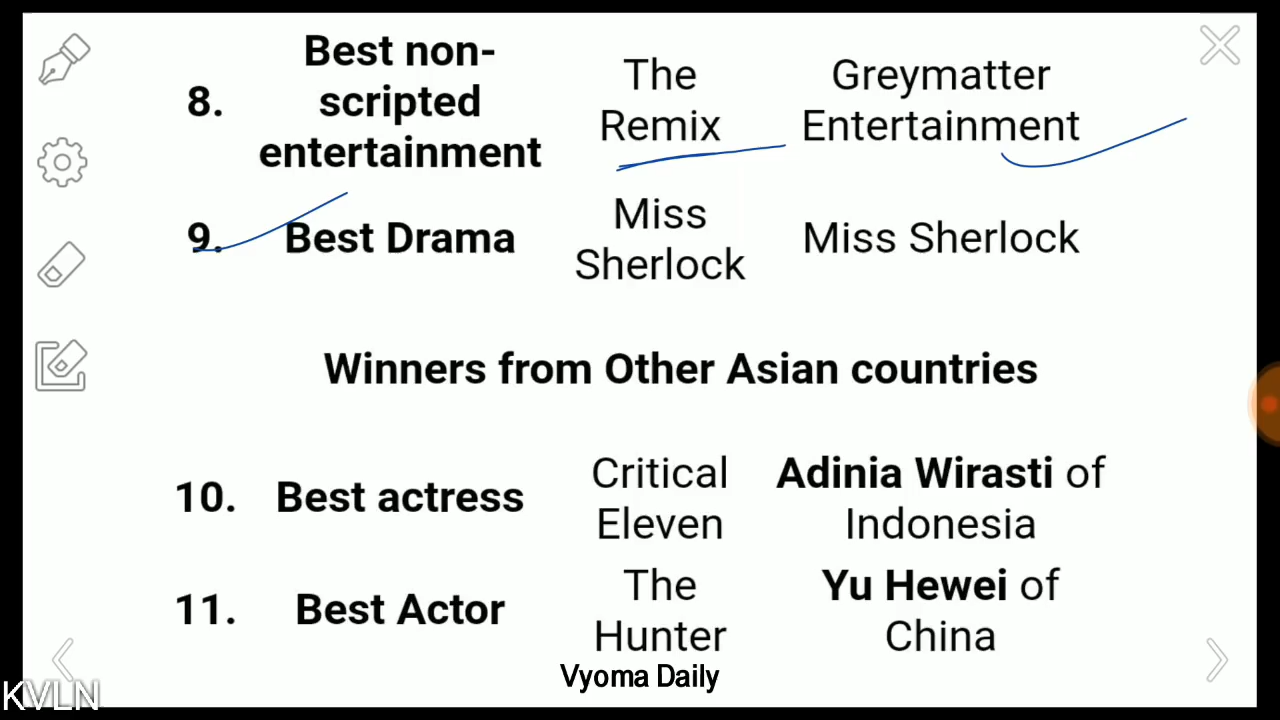 8. Best non-scripted entertainment The Remix Greymatter Entertainment
9. Best Drama Miss Sherlock Miss Sherlock
Winners from Other Asian countries
10. Best actress Critical Eleven Adinia Wirasti of Indonesia
11. Best Actor The Hunter Yu Hewei of China
Vyoma Daily
KVLN